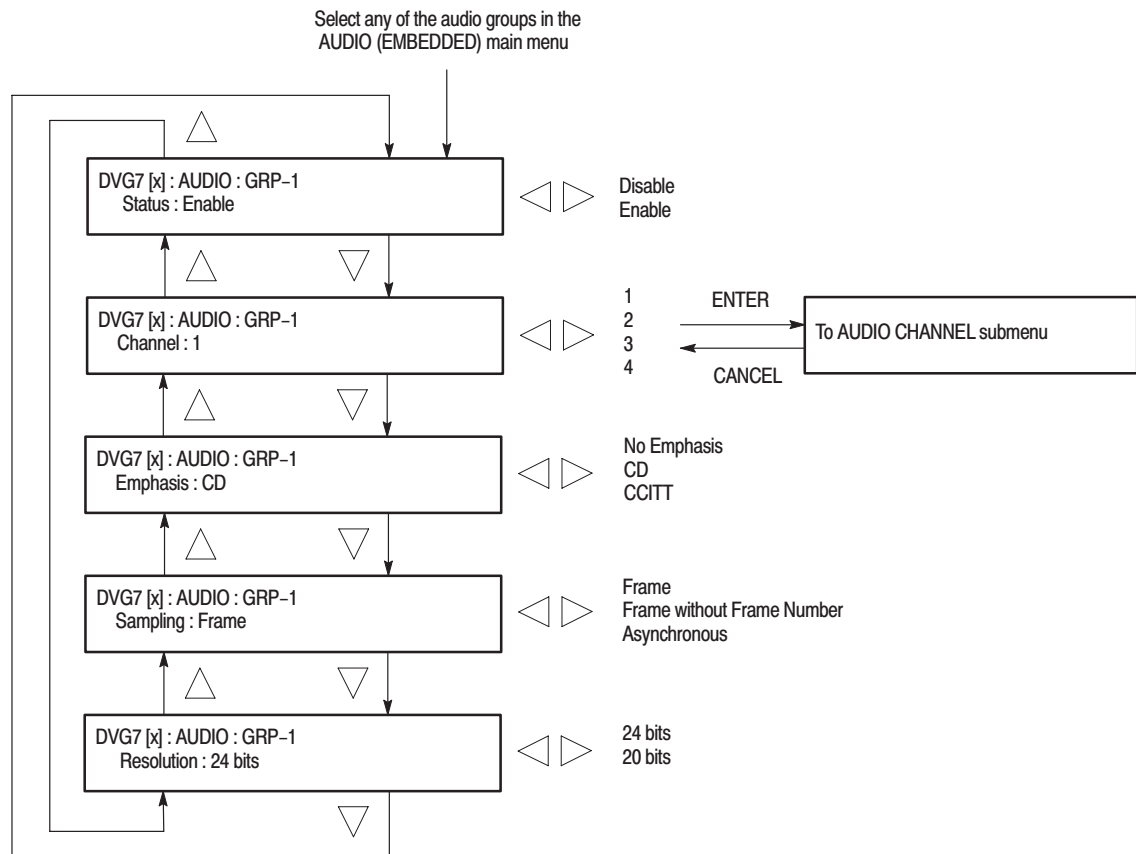 Select any of the audio groups in the
AUDIO (EMBEDDED) main menu
DVG7 [x] : AUDIO : GRP–1
Status : Enable
Disable
Enable
DVG7 [x] : AUDIO : GRP–1
Channel : 1
1
2
3
4
ENTER
CANCEL
To AUDIO CHANNEL submenu
DVG7 [x] : AUDIO : GRP–1
Emphasis : CD
No Emphasis
CD
CCITT
DVG7 [x] : AUDIO : GRP–1
Sampling : Frame
Frame
Frame without Frame Number
Asynchronous
DVG7 [x] : AUDIO : GRP–1
Resolution : 24 bits
24 bits
20 bits